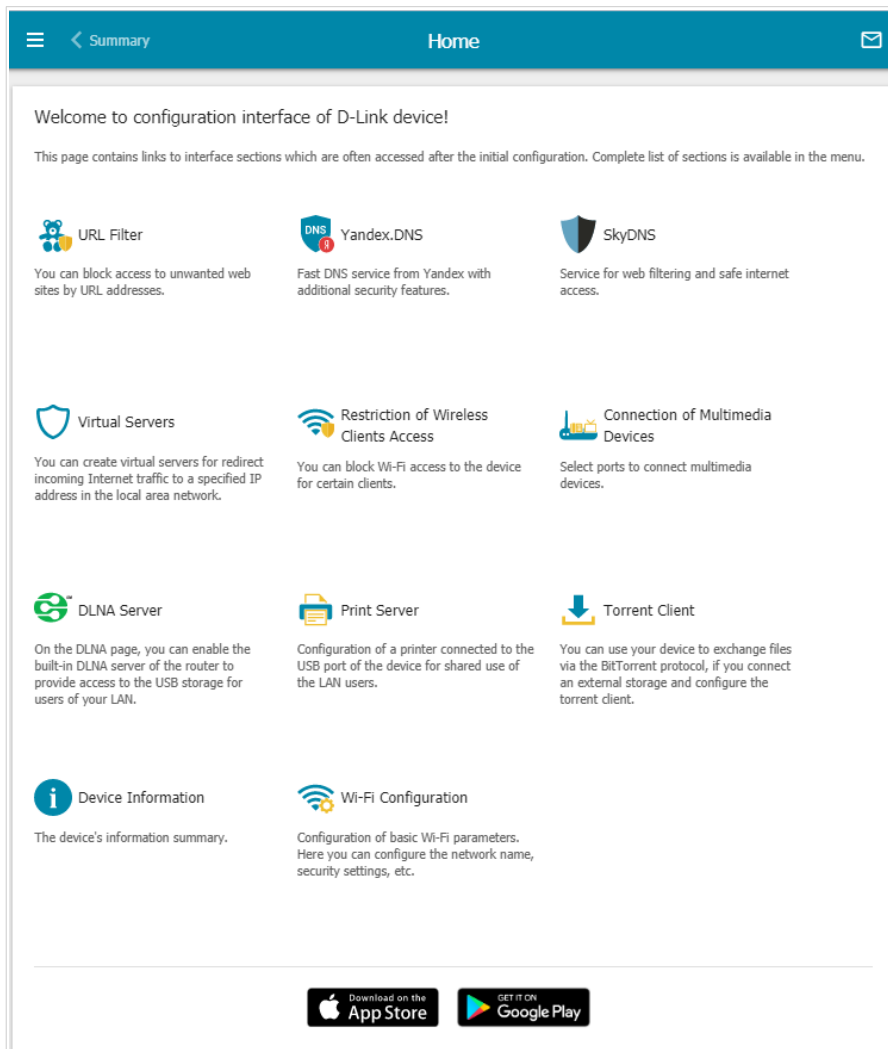 Summary
Home
Welcome to configuration interface of D-Link device!
This page contains links to interface sections which are often accessed after the initial configuration. Complete list of sections is available in the menu.
URL Filter
You can block access to unwanted web
sites by URL addresses.
DNS
Я
Yandex.DNS
Fast DNS service from Yandex with
additional security features.
SkyDNS
Service for web filtering and safe internet
access.
Virtual Servers
You can create virtual servers for redirect
incoming Internet traffic to a specified IP
address in the local area network.
Restriction of Wireless
Clients Access
You can block Wi-Fi access to the device
for certain clients.
Connection of Multimedia
Devices
Select ports to connect multimedia
devices.
DLNA Server
On the DLNA page, you can enable the
built-in DLNA server of the router to
provide access to the USB storage for
users of your LAN.
Print Server
Configuration of a printer connected to the
USB port of the device for shared use of
the LAN users.
Torrent Client
You can use your device to exchange files
via the BitTorrent protocol, if you connect
an external storage and configure the
torrent client.
i
Device Information
The device's information summary.
Wi-Fi Configuration
Configuration of basic Wi-Fi parameters.
Here you can configure the network name,
security settings, etc.
Download on the
App Store
GET IT ON
Google Play